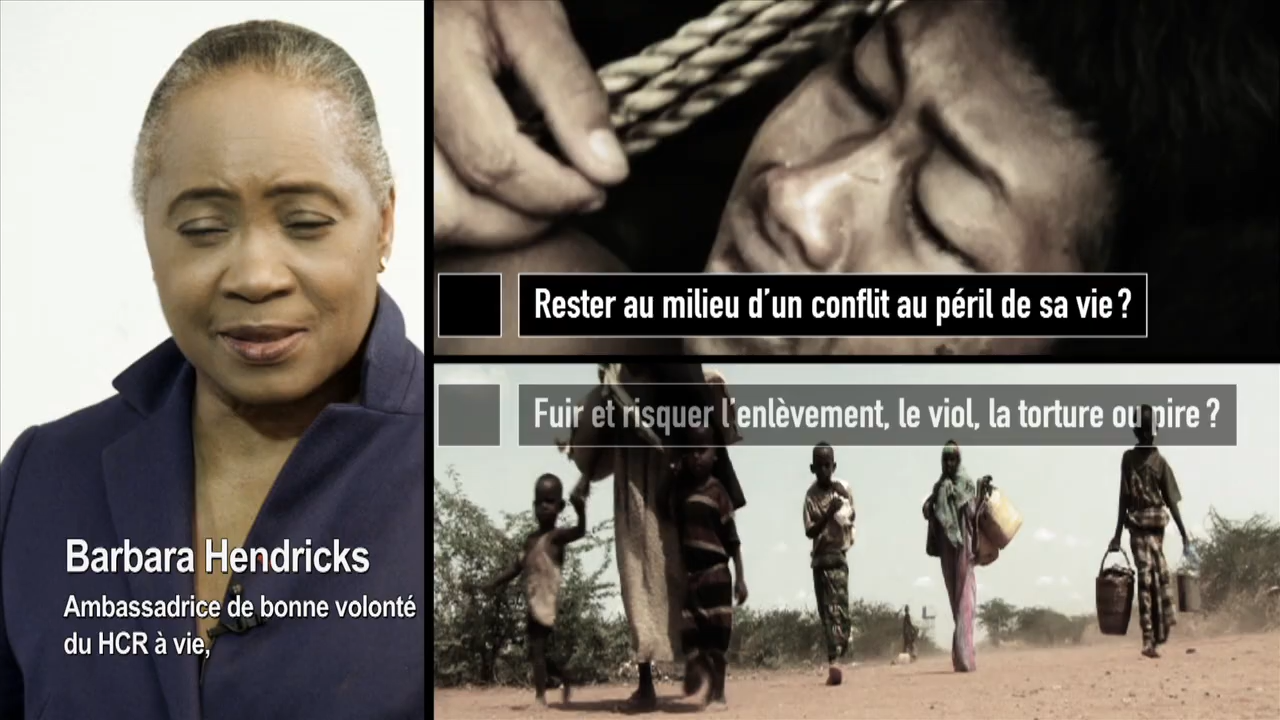 Rester au milieu d'un conflit au péril de sa vie ?
Fuir et risquer l'enlèvement, le viol, la torture ou pire ?
Barbara Hendricks
Ambassadrice de bonne volonté
du HCR à vie,